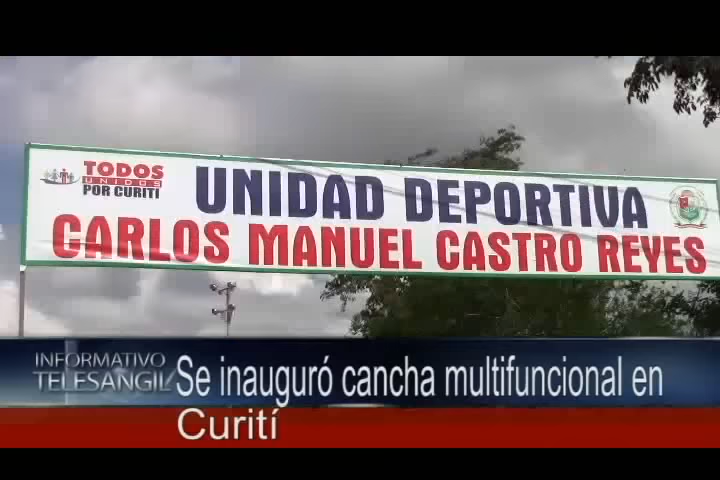 TODOS
UNIDOS
POR CURITI
UNIDAD DEPORTIVA
CARLOS MANUEL CASTRO REYES
INFORMATIVO
TELESANGIL
Se inauguró cancha multifuncional en
Curití